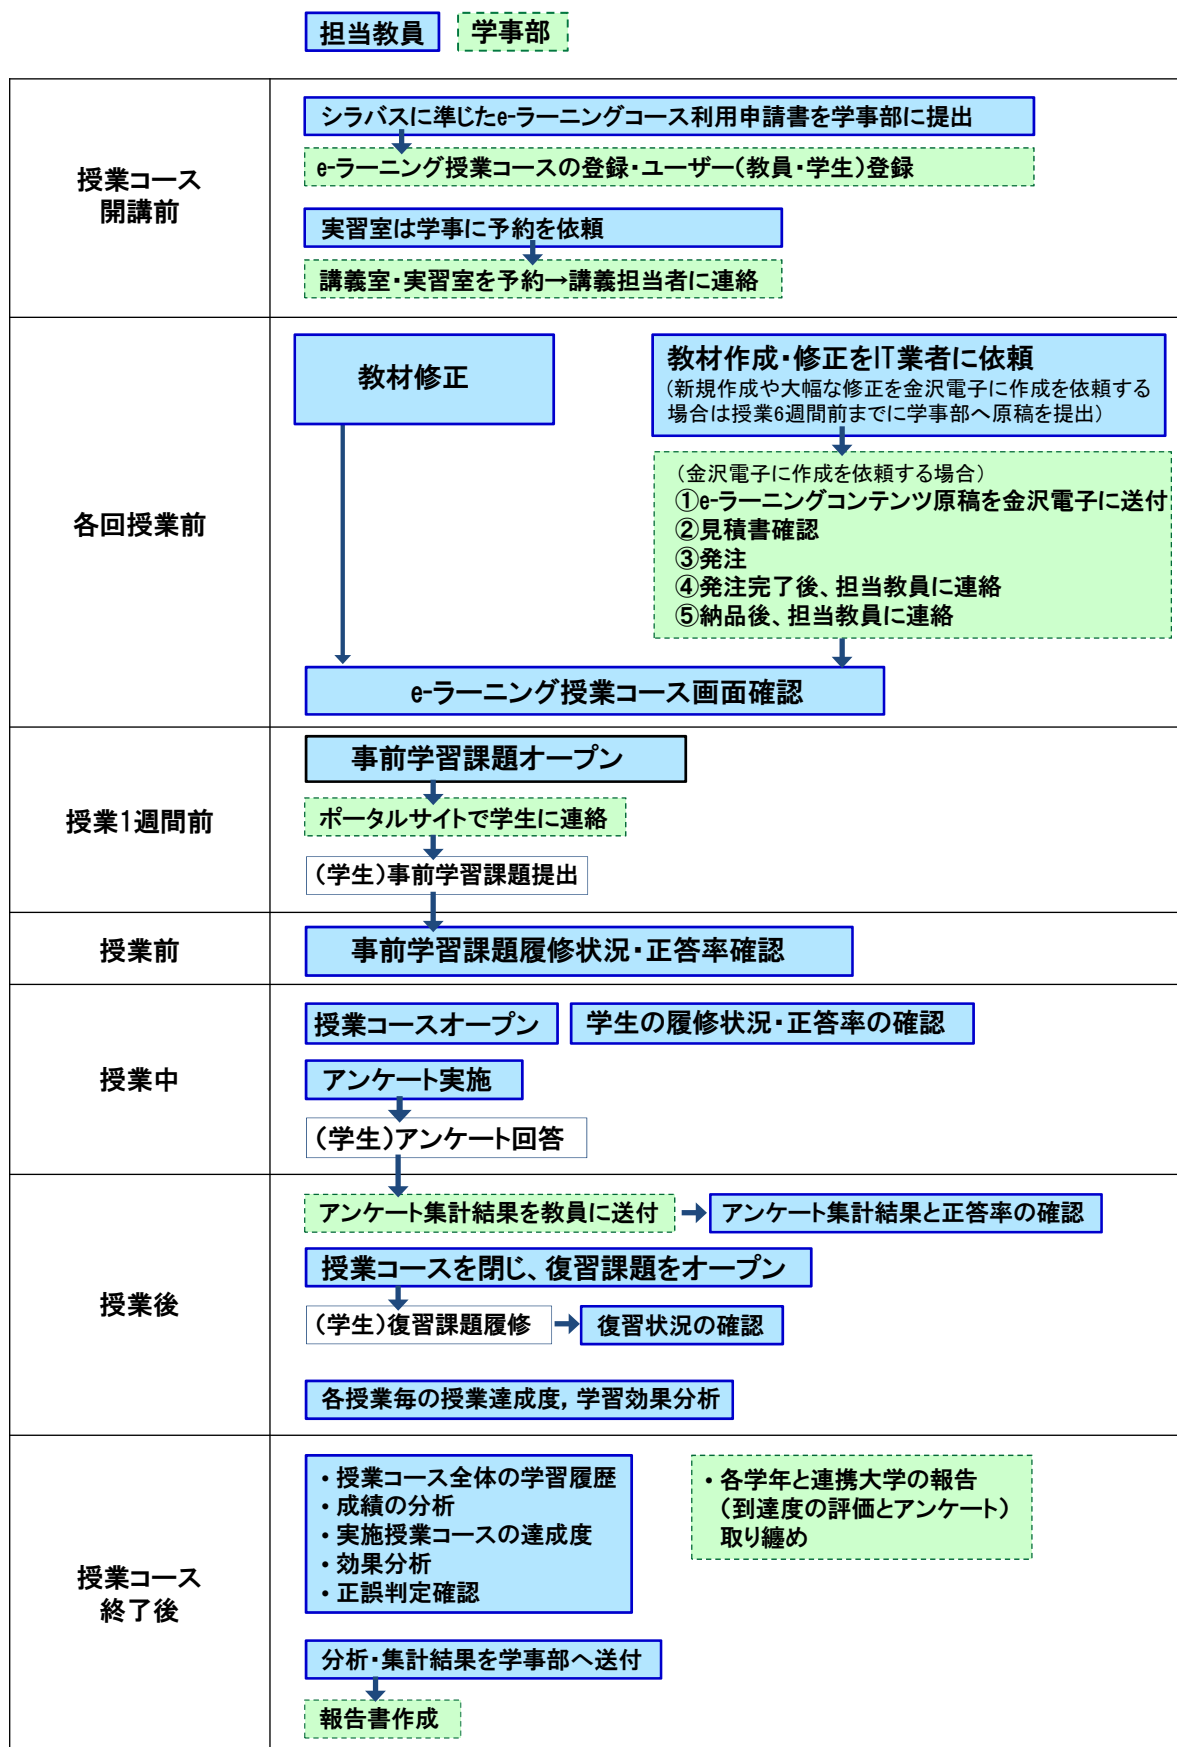 担当教員
学事部
授業コース
開講前
シラバスに準じたe-ラーニングコース利用申請書を学事部に提出
e-ラーニング授業コースの登録・ユーザー(教員・学生)登録
実習室は学事に予約を依頼
講義室・実習室を予約→講義担当者に連絡
各回授業前
教材修正
教材作成・修正をIT業者に依頼
(新規作成や大幅な修正を金沢電子に作成を依頼する
場合は授業6週間前までに学事部へ原稿を提出)
(金沢電子に作成を依頼する場合)
①e-ラーニングコンテンツ原稿を金沢電子に送付
②見積書確認
③発注
④発注完了後、担当教員に連絡
⑤納品後、担当教員に連絡
e-ラーニング授業コース画面確認
授業1週間前
事前学習課題オープン
ポータルサイトで学生に連絡
(学生)事前学習課題提出
授業前
事前学習課題履修状況・正答率確認
授業中
授業コースオープン
学生の履修状況・正答率の確認
アンケート実施
(学生)アンケート回答
授業後
アンケート集計結果を教員に送付
アンケート集計結果と正答率の確認
授業コースを閉じ、復習課題をオープン
(学生)復習課題履修
復習状況の確認
各授業毎の授業達成度,学習効果分析
授業コース
終了後
・授業コース全体の学習履歴
・成績の分析
・実施授業コースの達成度
・効果分析
・正誤判定確認
・各学年と連携大学の報告
(到達度の評価とアンケート)
取り纏め
分析・集計結果を学事部へ送付
報告書作成